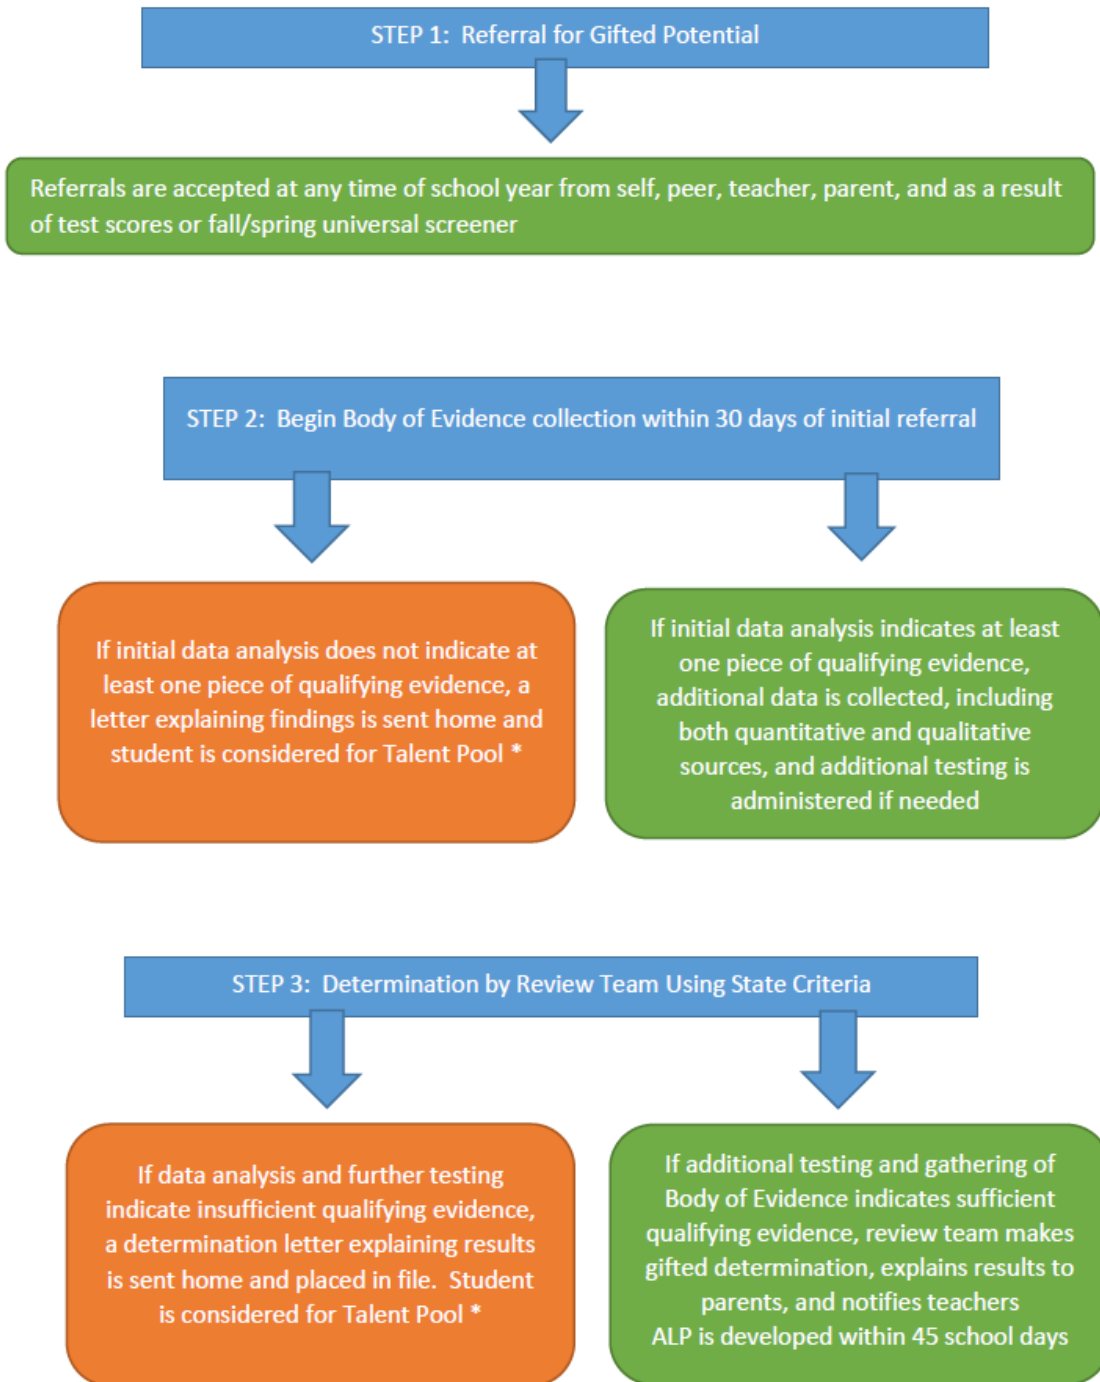 STEP 1:  Referral for Gifted Potential
Referrals are accepted at any time of school year from self, peer, teacher, parent, and as a result
of test scores or fall/spring universal screener
STEP 2:  Begin Body of Evidence collection within 30 days of initial referral
If initial data analysis does not indicate at
least one piece of qualifying evidence, a
letter explaining findings is sent home and
student is considered for Talent Pool *
If initial data analysis indicates at least
one piece of qualifying evidence,
additional data is collected, including
both quantitative and qualitative
sources, and additional testing is
administered if needed
STEP 3:  Determination by Review Team Using State Criteria
If data analysis and further testing
indicate insufficient qualifying evidence,
a determination letter explaining results
is sent home and placed in file.  Student
is considered for Talent Pool *
If additional testing and gathering of
Body of Evidence indicates sufficient
qualifying evidence, review team makes
gifted determination, explains results to
parents, and notifies teachers
ALP is developed within 45 school days